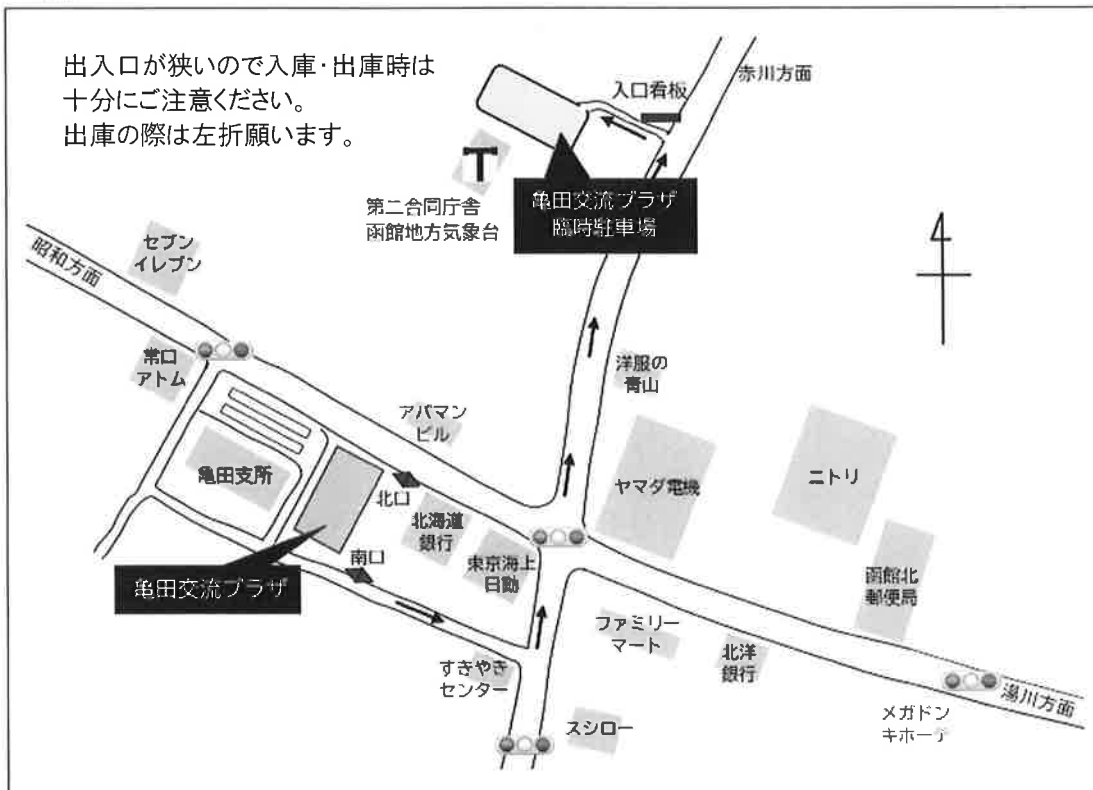 出入口が狭いので入庫・出庫時は
十分にご注意ください。
出庫の際は左折願います。
赤川方面
入口看板
亀田交流プラザ
臨時駐車場
第二合同庁舎
函館地方気象台
セブン
イレブン
昭和方面
常口
アトム
洋服の
青山
アパマン
ビル
亀田支所
ヤマダ電機
ニトリ
北口
北海道
銀行
東京海上
日動
函館北
郵便局
南口
亀田交流プラザ
ファミリー
マート
北洋
銀行
すきやき
センター
スシロー
メガドン
キホーテ
湯川方面